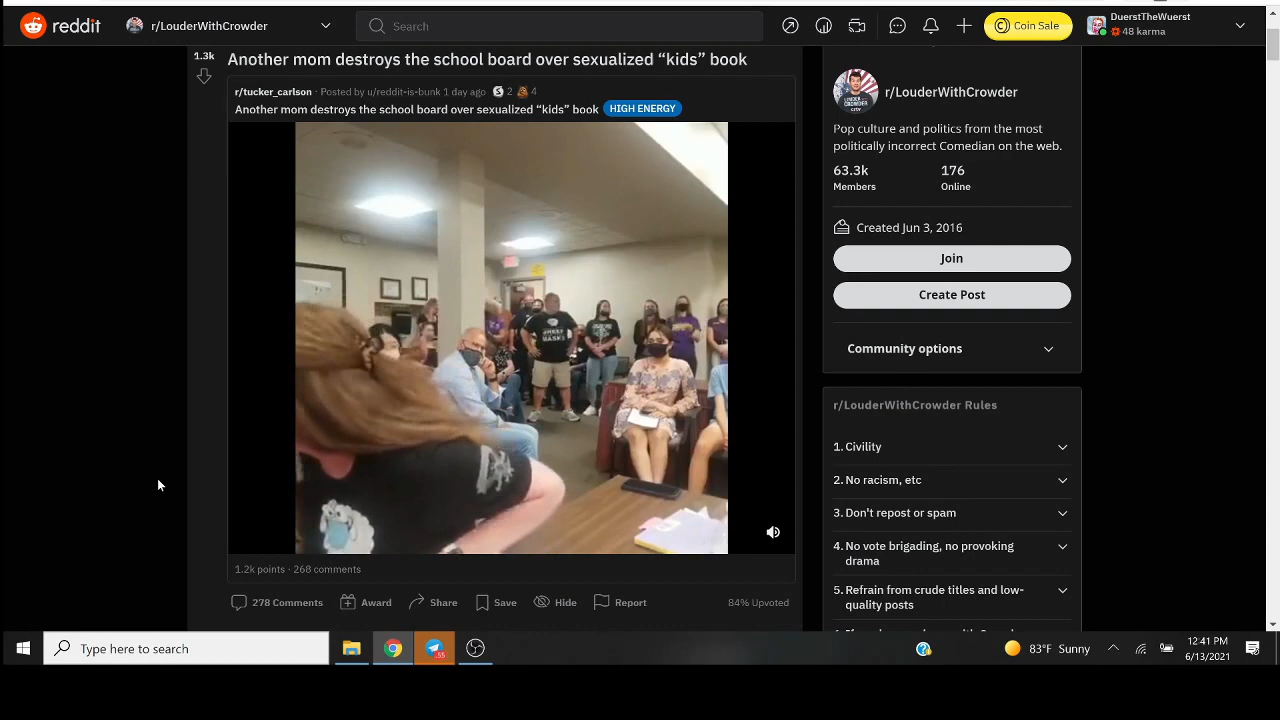 reddit
r/LouderWithCrowder
Search
Coin Sale
DuerstTheWuerst
48 karma
1.3k
Another mom destroys the school board over sexualized “kids” book
r/tucker_carlson · Posted by u/reddit-is-bunk 1 day ago S 2 4
Another mom destroys the school board over sexualized “kids” book HIGH ENERGY
1.2k points · 268 comments
278 Comments
Award
Share
Save
Hide
Report
84% Upvoted
r/LouderWithCrowder
Pop culture and politics from the most
politically incorrect Comedian on the web.
63.3k
176
Members
Online
Created Jun 3, 2016
Join
Create Post
Community options
r/LouderWithCrowder Rules
1. Civility
2. No racism, etc
3. Don't repost or spam
4. No vote brigading, no provoking
drama
5. Refrain from crude titles and low-
quality posts
Type here to search
55
83°F Sunny
12:41 PM
6/13/2021